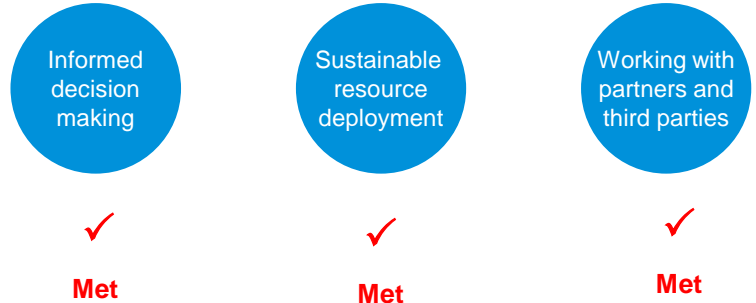 Informed
decision
making
Sustainable
resource
deployment
Working with
partners and
third parties
Met
Met
Met